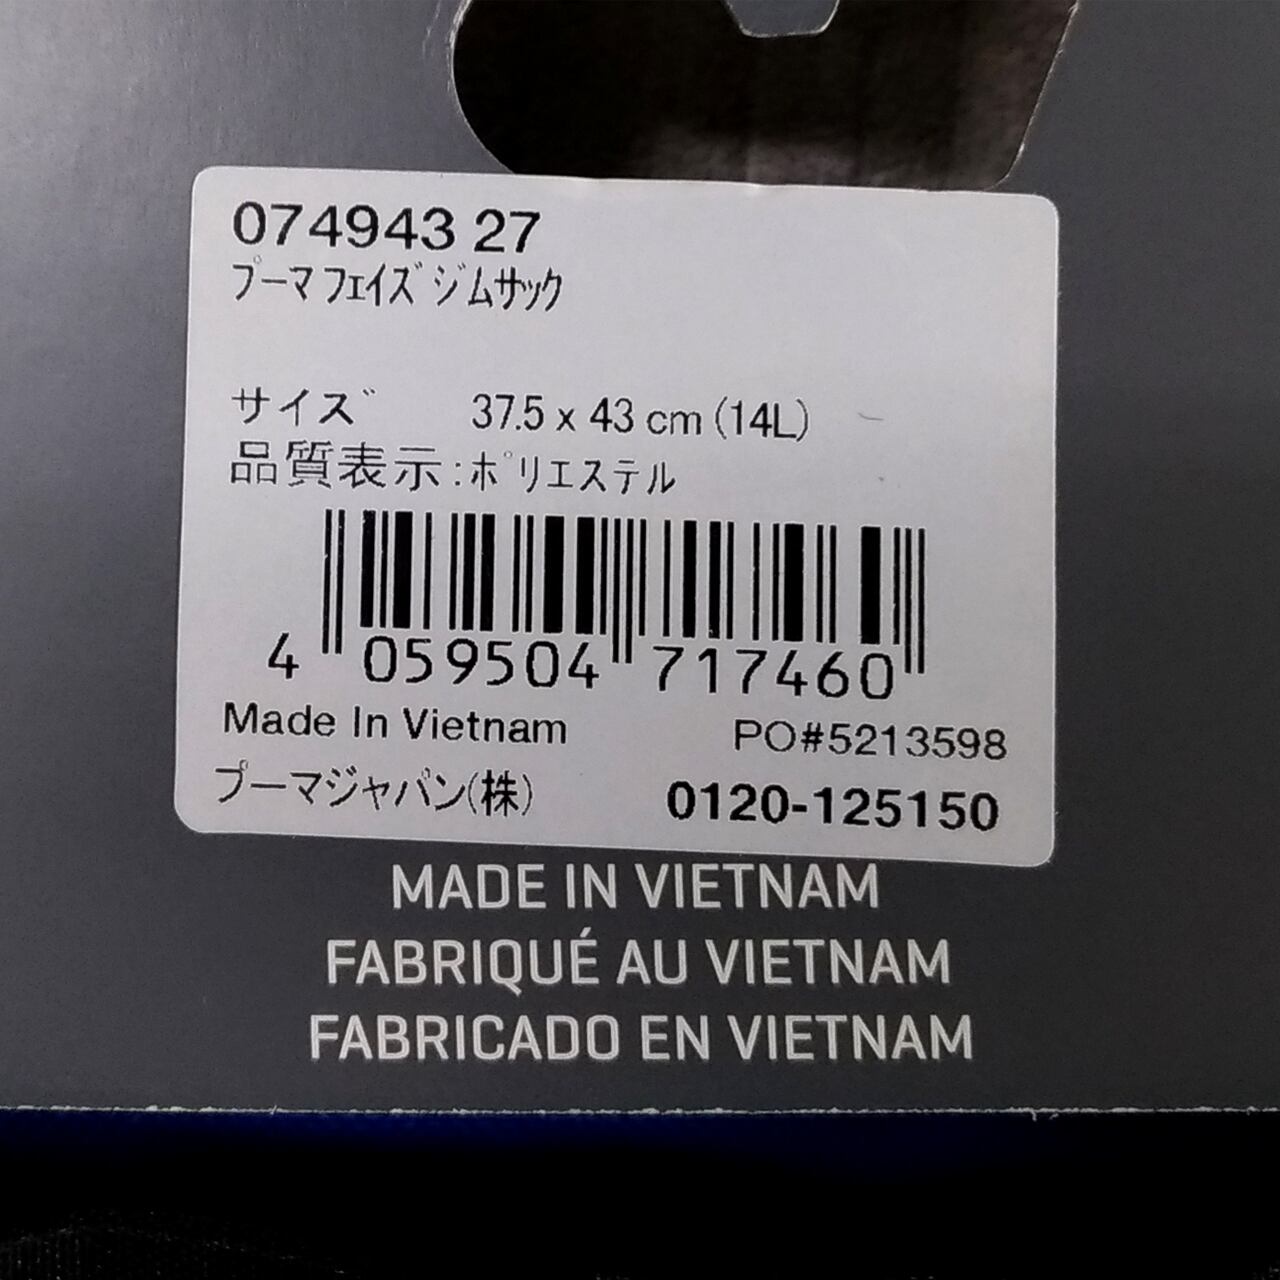 074943 27
プーマ フェイズ ジムサック
サイズ 37.5 x 43 cm (14L)
品質表示:ポリエステル
4 059504 717460
Made In Vietnam PO#5213598
プーマジャパン(株) 0120-125150
MADE IN VIETNAM
FABRIQUÉ AU VIETNAM
FABRICADO EN VIETNAM